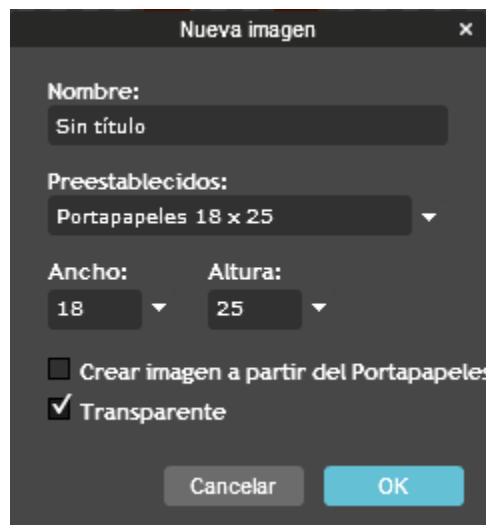 Nueva imagen ×
Nombre:
Sin título
Preestablecidos:
Portapapeles 18 x 25
Ancho: Altura:
18 25
Crear imagen a partir del Portapapeles
Transparente
Cancelar OK